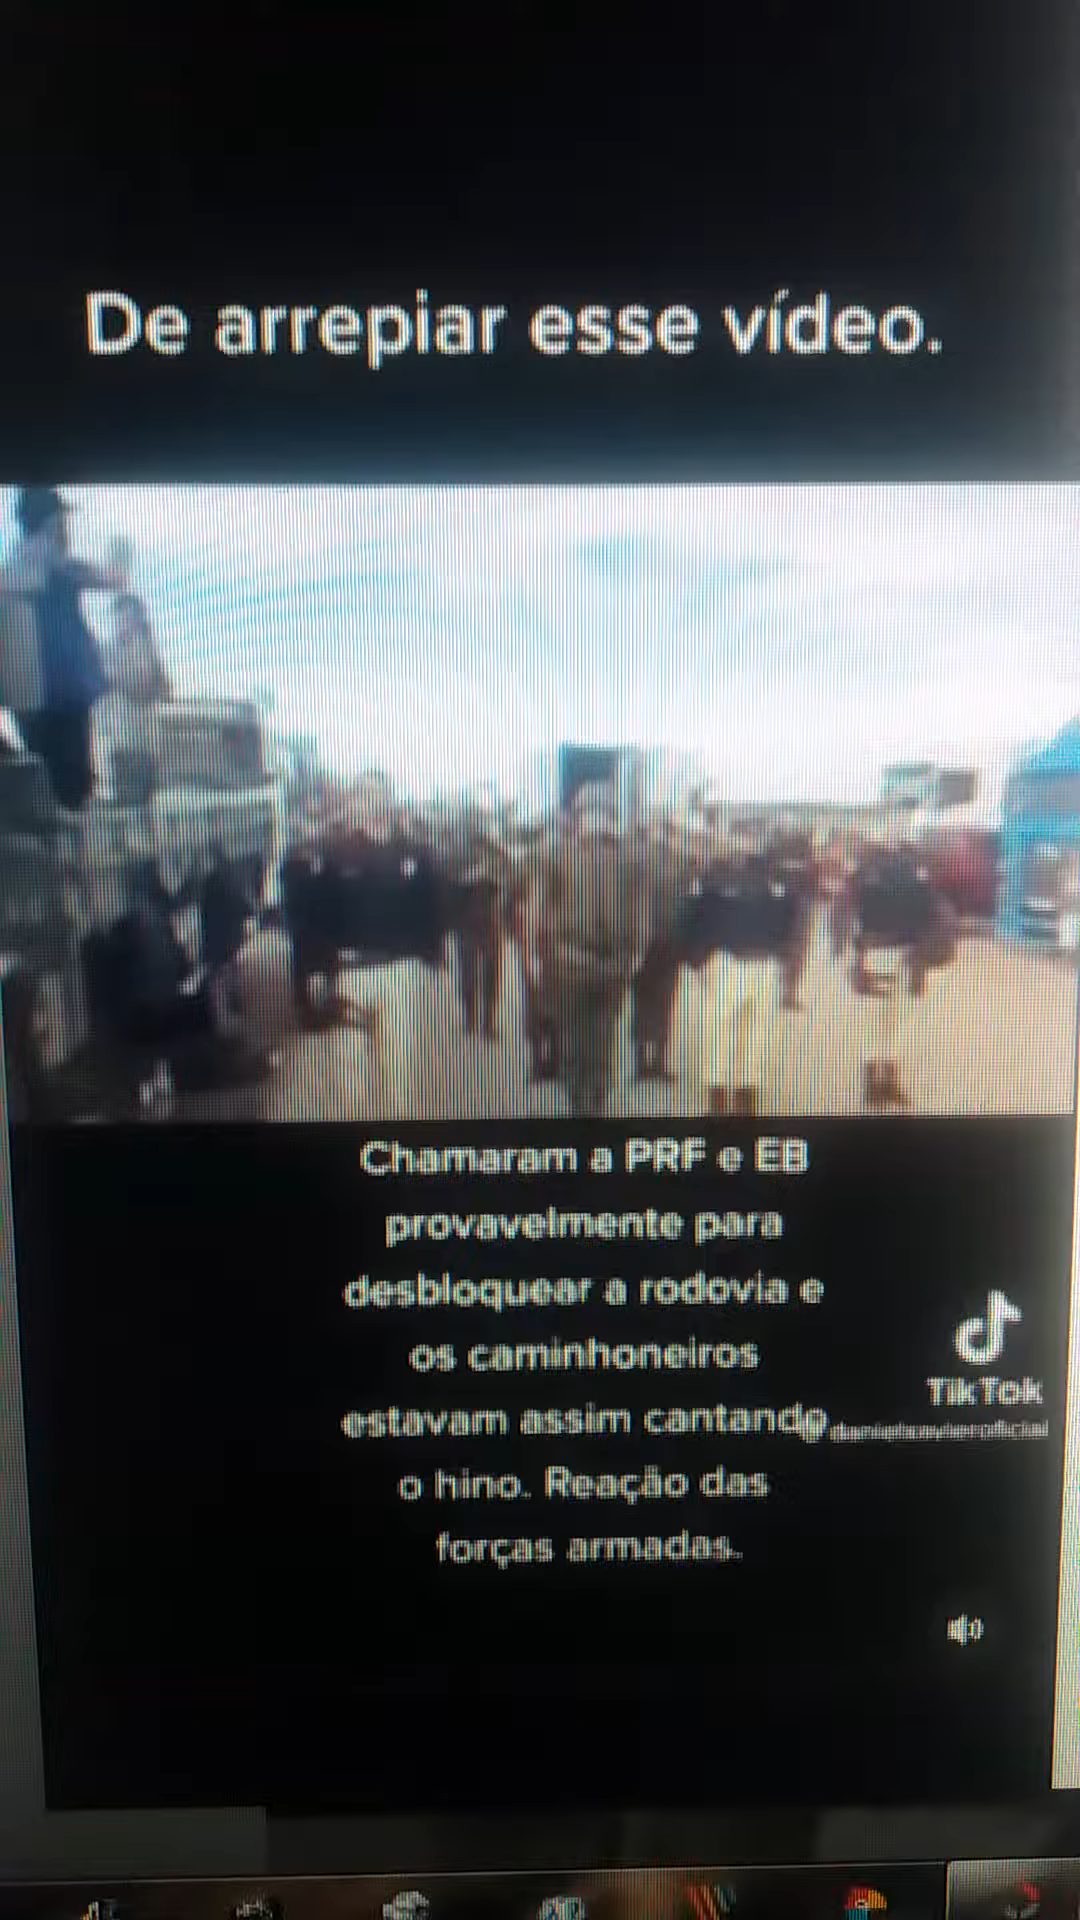 De arrepiar esse vídeo.
Chamaram a PRF e EB
provavelmente para
desbloquear a rodovia e
os caminhoneiros
estavam assim cantando
o hino. Reação das
forças armadas.
TikTok